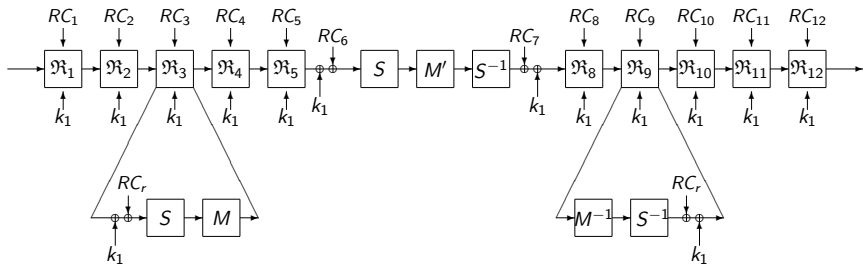 RC₁ RC₂ RC₃ RC₄ RC₅ RC₈ RC₉ RC₁₀ RC₁₁ RC₁₂
RC₆ RC₇
ℜ₁ ℜ₂ ℜ₃ ℜ₄ ℜ₅ S M′ S⁻¹ ℜ₈ ℜ₉ ℜ₁₀ ℜ₁₁ ℜ₁₂
k₁ k₁
k₁ k₁ k₁ k₁ k₁ k₁ k₁ k₁ k₁ k₁
RCᵣ RCᵣ
S M M⁻¹ S⁻¹
k₁ k₁